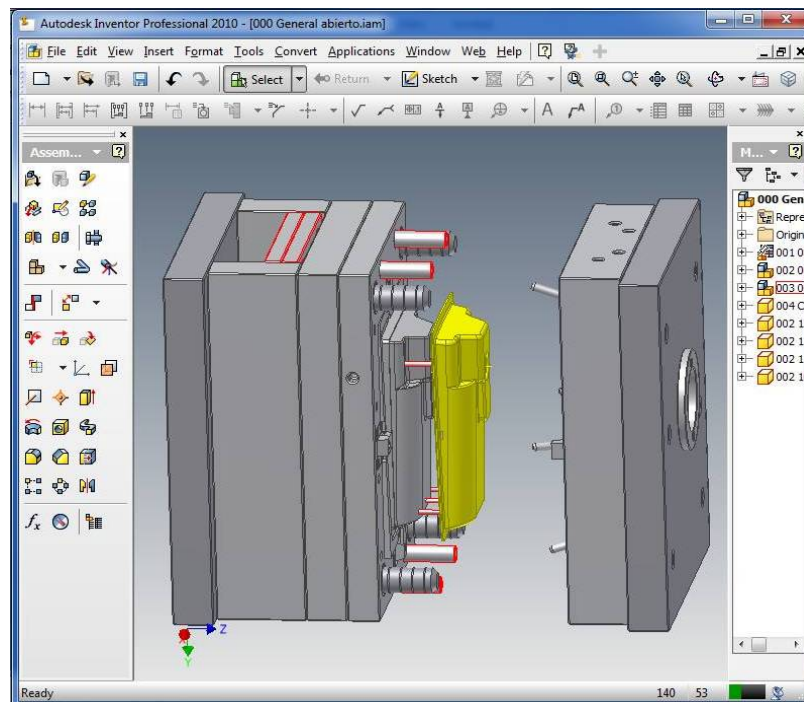 Autodesk Inventor Professional 2010 - [000 General abierto.iam]
File Edit View Insert Format Tools Convert Applications Window Web Help
Select Return Sketch
A A
Assem...
M...
000 Gen
Repre
Origin
001 0
002 0
003 0
004 C
002 1
002 1
002 1
002 1
fx
Z
Y
Ready 140 53